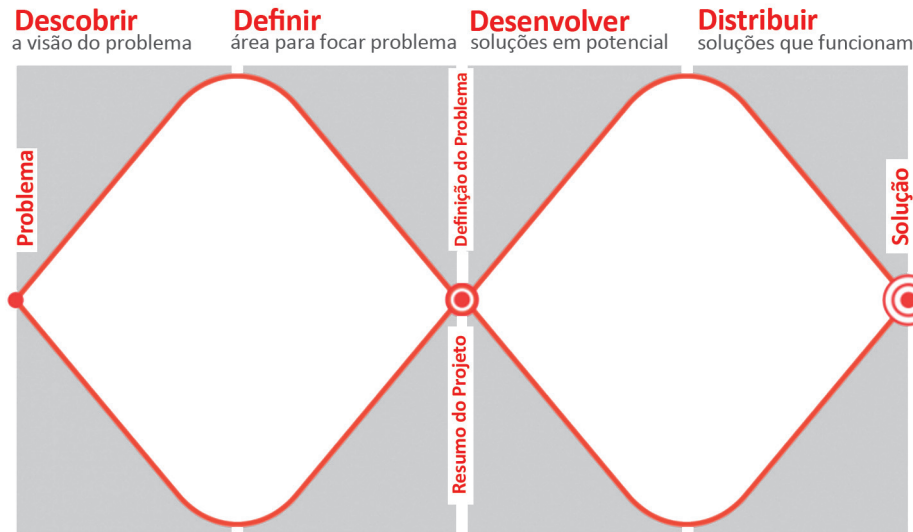 Descobrir
a visão do problema
Definir
área para focar problema
Desenvolver
soluções em potencial
Distribuir
soluções que funcionam
Problema
Definição do Problema
Resumo do Projeto
Solução